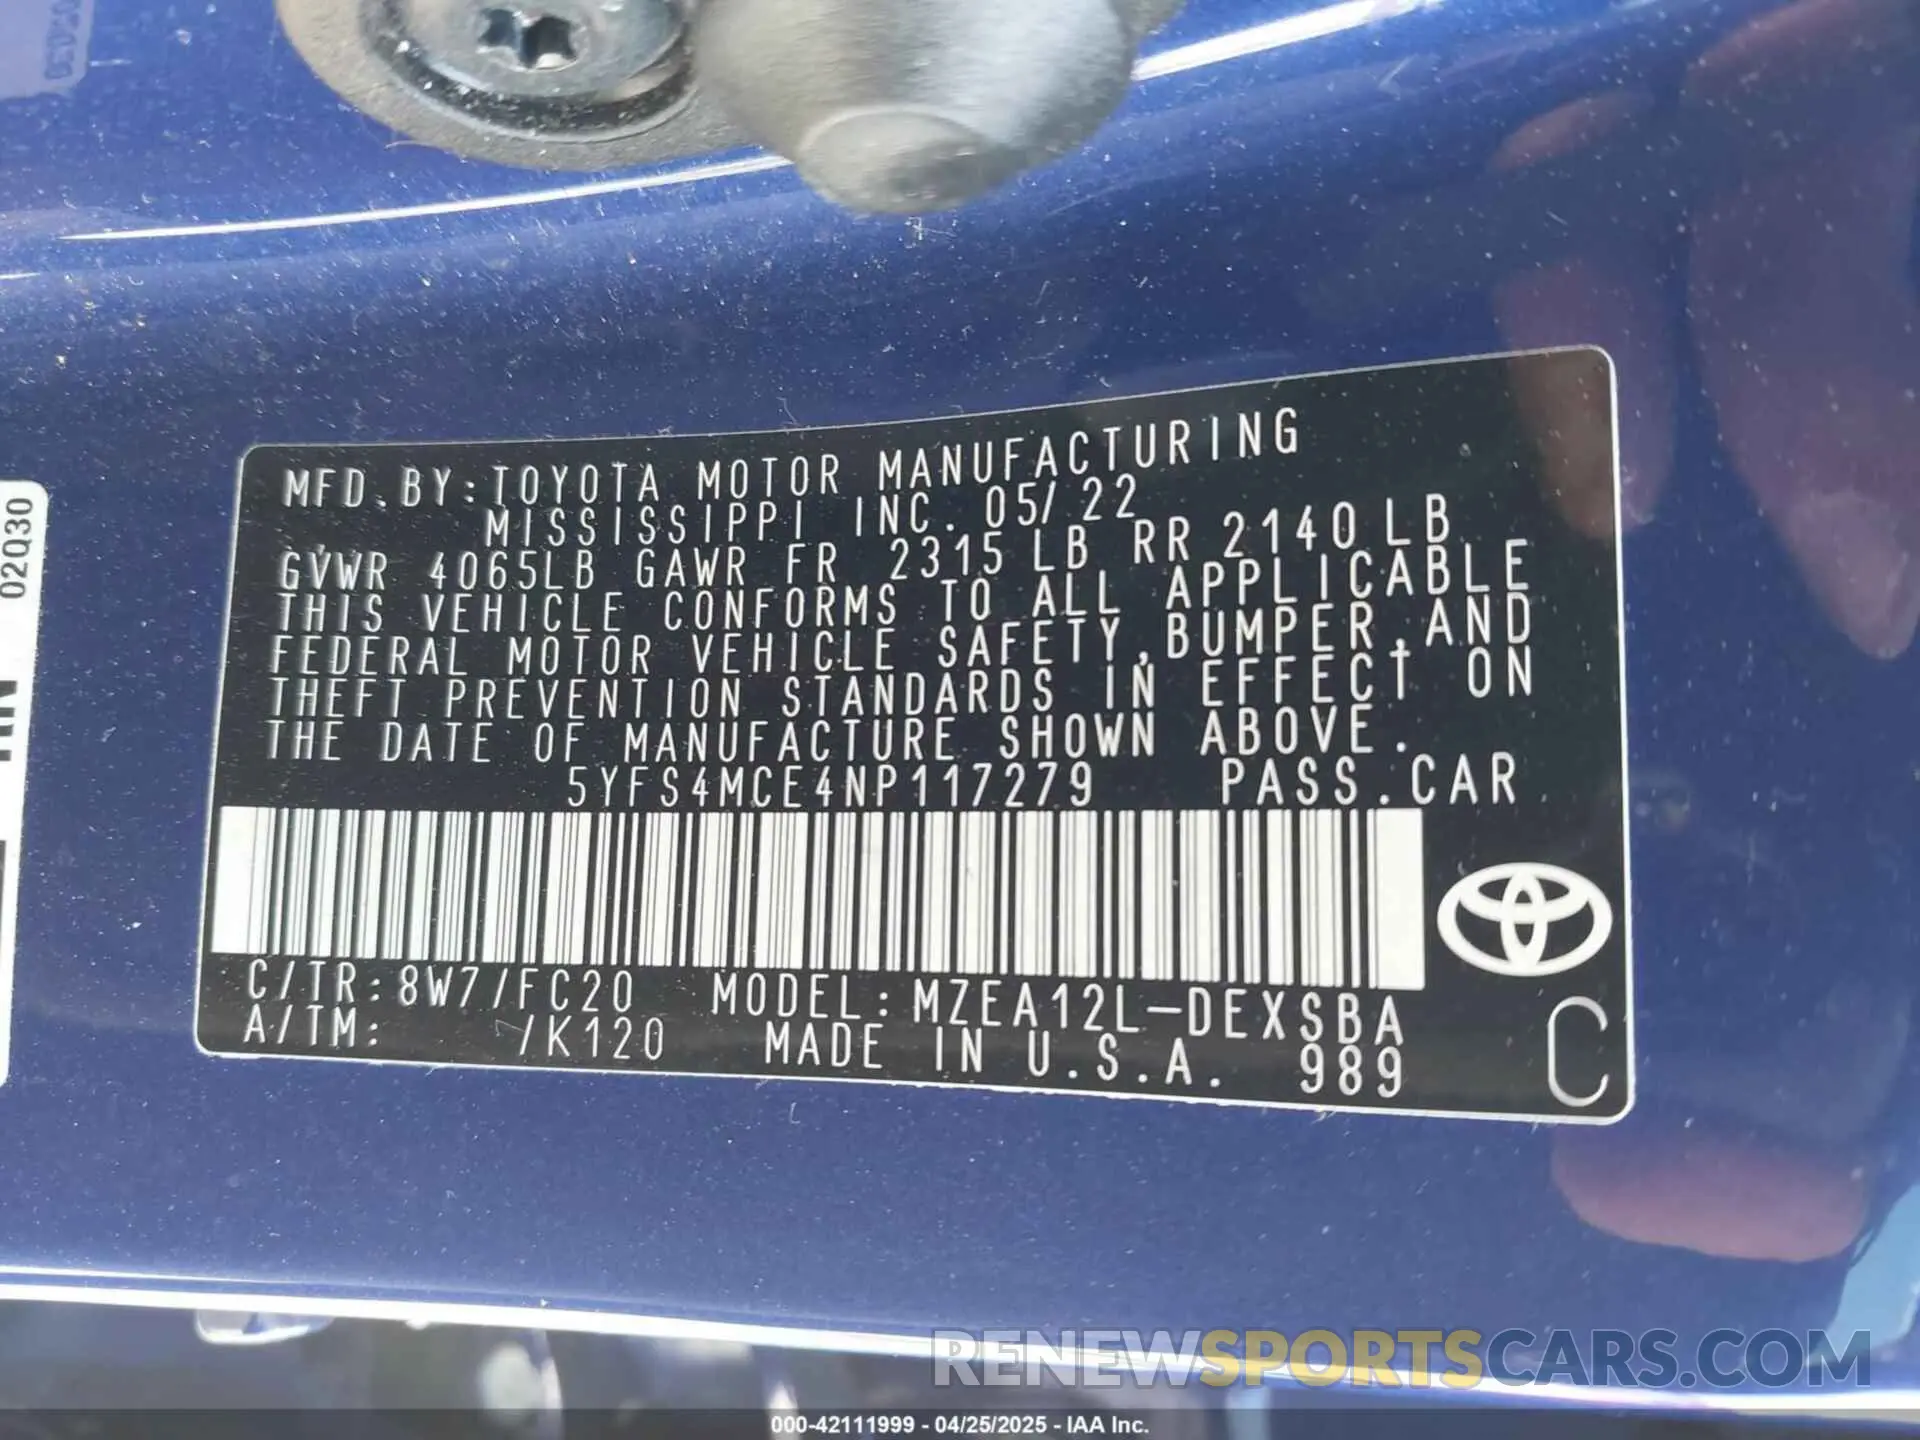 MFD.BY:TOYOTA MOTOR MANUFACTURING
MISSISSIPPI INC. 05/22
GVWR 4065LB GAWR FR 2315 LB RR 2140 LB
THIS VEHICLE CONFORMS TO ALL APPLICABLE
FEDERAL MOTOR VEHICLE SAFETY,BUMPER,AND
THEFT PREVENTION STANDARDS IN EFFECT ON
THE DATE OF MANUFACTURE SHOWN ABOVE.
5YFS4MCE4NP117279 PASS.CAR
C/TR:8W7/FC20 MODEL:MZEA12L-DEXSBA
A/TM: /K120 MADE IN U.S.A. 989
C
02Q30
RENEWSPORTSCARS.COM
000-42111999 - 04/25/2025 - IAA Inc.